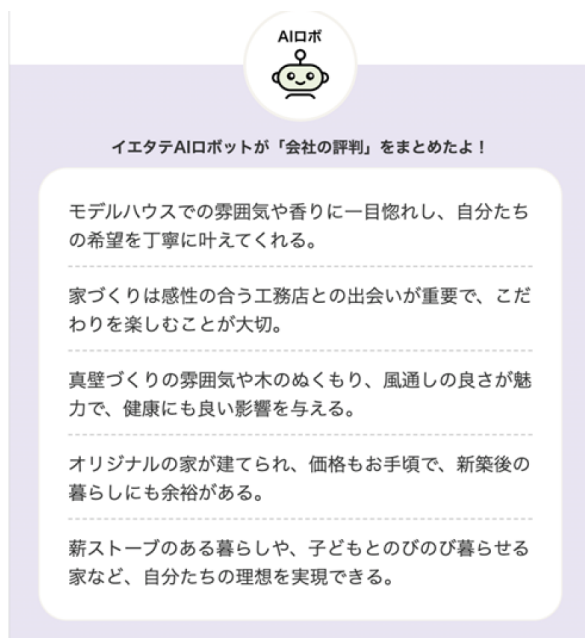 AIロボ
イエタテAIロボットが「会社の評判」をまとめたよ！
モデルハウスでの雰囲気や香りに一目惚れし、自分たち
の希望を丁寧に叶えてくれる。
家づくりは感性の合う工務店との出会いが重要で、こだ
わりを楽しむことが大切。
真壁づくりの雰囲気や木のぬくもり、風通しの良さが魅
力で、健康にも良い影響を与える。
オリジナルの家が建てられ、価格もお手頃で、新築後の
暮らしにも余裕がある。
薪ストーブのある暮らしや、子どもとのびのび暮らせる
家など、自分たちの理想を実現できる。